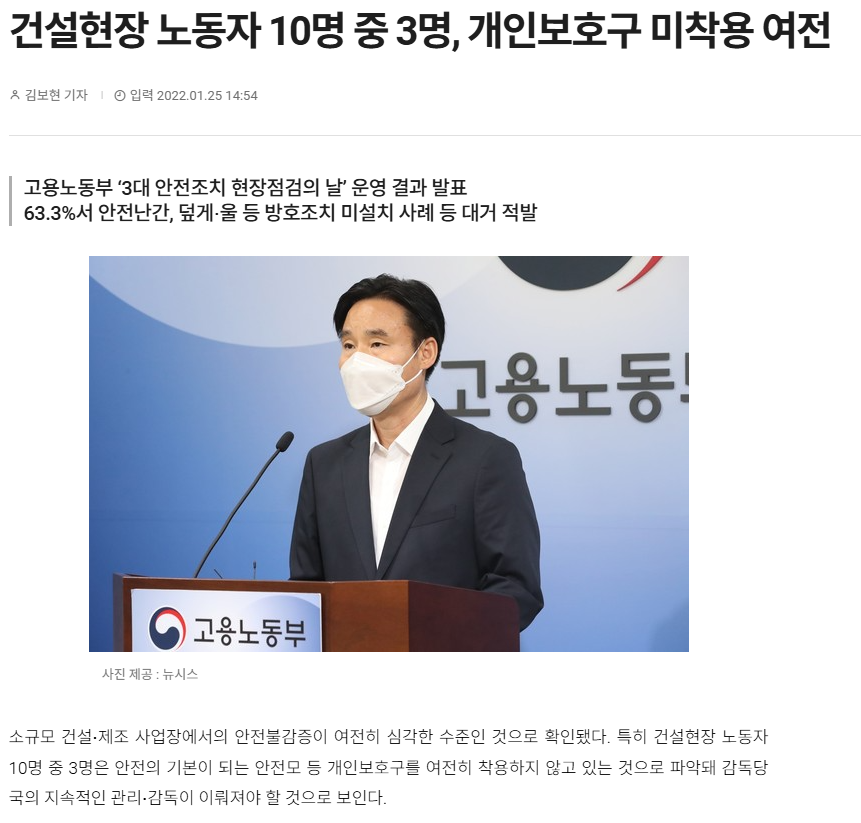 건설현장 노동자 10명 중 3명, 개인보호구 미착용 여전
김보현 기자 입력 2022.01.25 14:54
고용노동부 ‘3대 안전조치 현장점검의 날’ 운영 결과 발표
63.3%서 안전난간, 덮게·울 등 방호조치 미설치 사례 등 대거 적발
고용노동부
고용노동부
사진 제공 : 뉴시스
소규모 건설·제조 사업장에서의 안전불감증이 여전히 심각한 수준인 것으로 확인됐다. 특히 건설현장 노동자
10명 중 3명은 안전의 기본이 되는 안전모 등 개인보호구를 여전히 착용하지 않고 있는 것으로 파악돼 감독당
국의 지속적인 관리·감독이 이뤄져야 할 것으로 보인다.